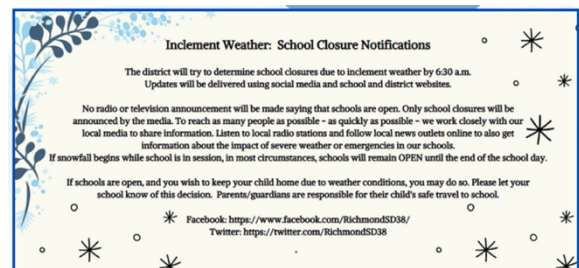 Inclement Weather: School Closure Notifications
The district will try to determine school closures due to inclement weather by 6:30 a.m.
Updates will be delivered using social media and school and district websites.
No radio or television announcement will be made saying that schools are open. Only school closures will be
announced by the media. To reach as many people as possible - as quickly as possible - we work closely with our
local media to share information. Listen to local radio stations and follow local news outlets online to also get
information about the impact of severe weather or emergencies in our schools.
If snowfall begins while school is in session, in most circumstances, schools will remain OPEN until the end of the school day.
If schools are open, and you wish to keep your child home due to weather conditions, you may do so. Please let your
school know of this decision. Parents/guardians are responsible for their child's safe travel to school.
Facebook: https://www.facebook.com/RichmondSD38/
Twitter: https://twitter.com/RichmondSD38